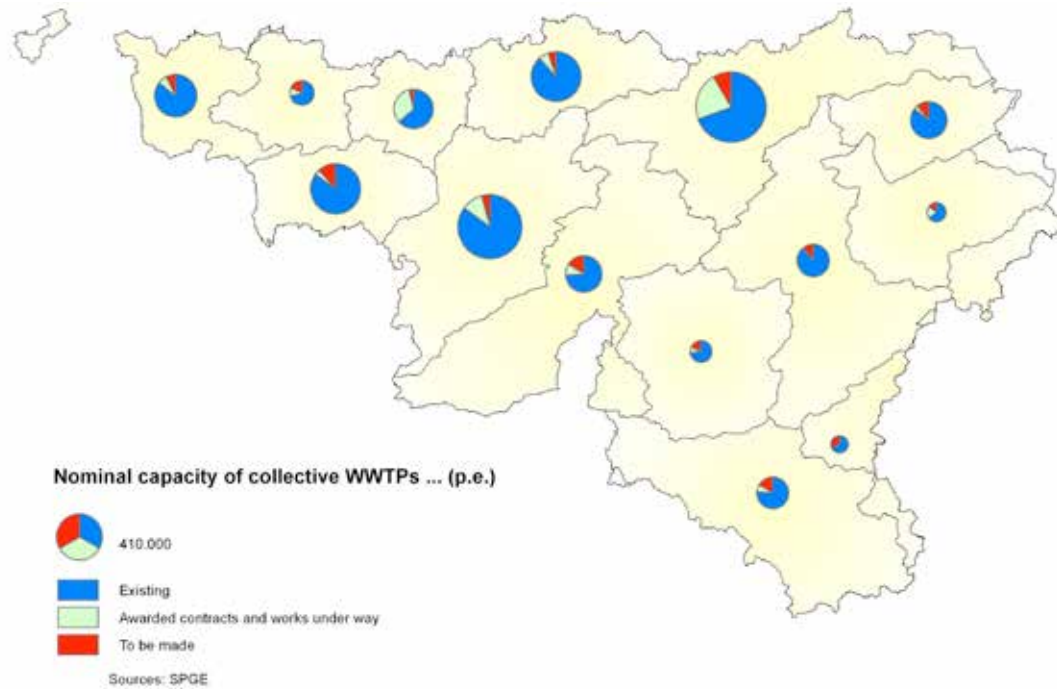 Nominal capacity of collective WWTPs ... (p.e.)
410.000
Existing
Awarded contracts and works under way
To be made
Sources: SPGE